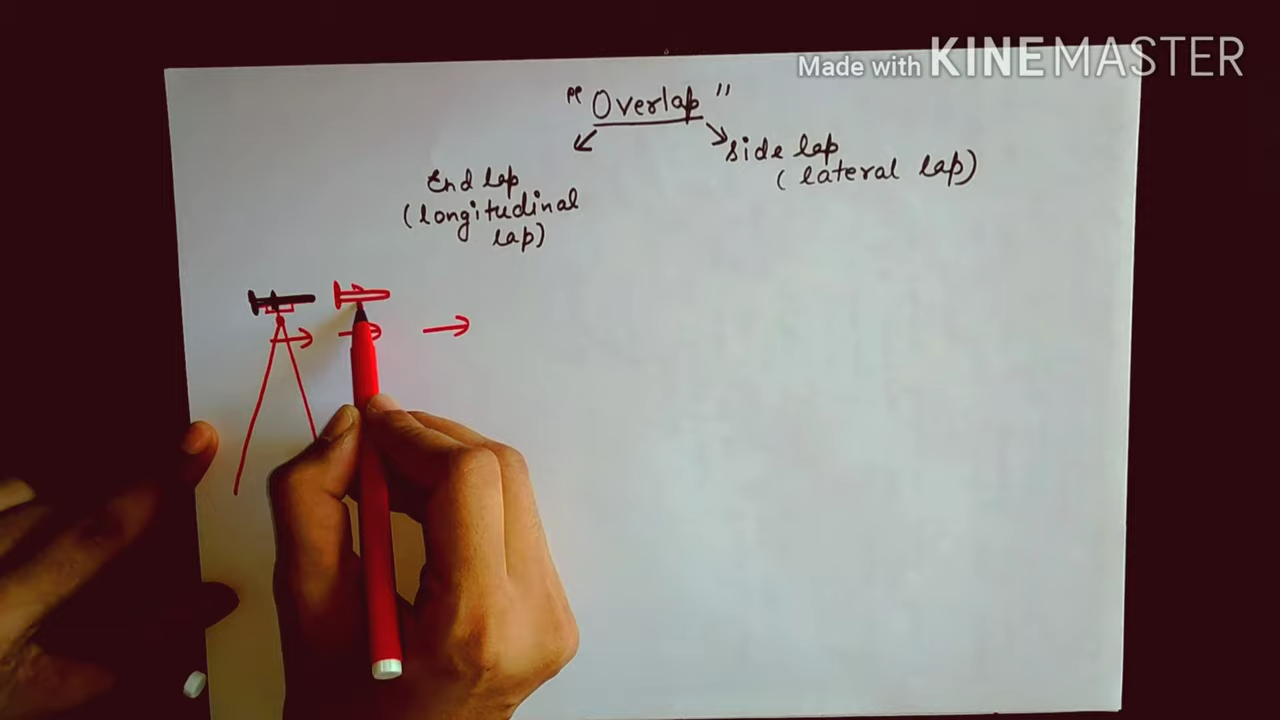 Made with KINEMASTER
"Overlap"
End lap
(longitudinal
lap)
side lap
(lateral lap)